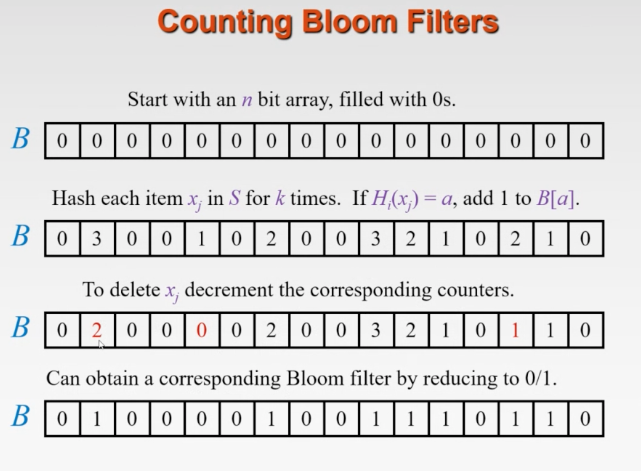 Counting Bloom Filters
Start with an n bit array, filled with 0s.
B 0 0 0 0 0 0 0 0 0 0 0 0 0 0 0 0
Hash each item xj in S for k times. If Hi(xj) = a, add 1 to B[a].
B 0 3 0 0 1 0 2 0 0 3 2 1 0 2 1 0
To delete xj decrement the corresponding counters.
B 0 2 0 0 0 0 2 0 0 3 2 1 0 1 1 0
Can obtain a corresponding Bloom filter by reducing to 0/1.
B 0 1 0 0 0 0 1 0 0 1 1 1 0 1 1 0